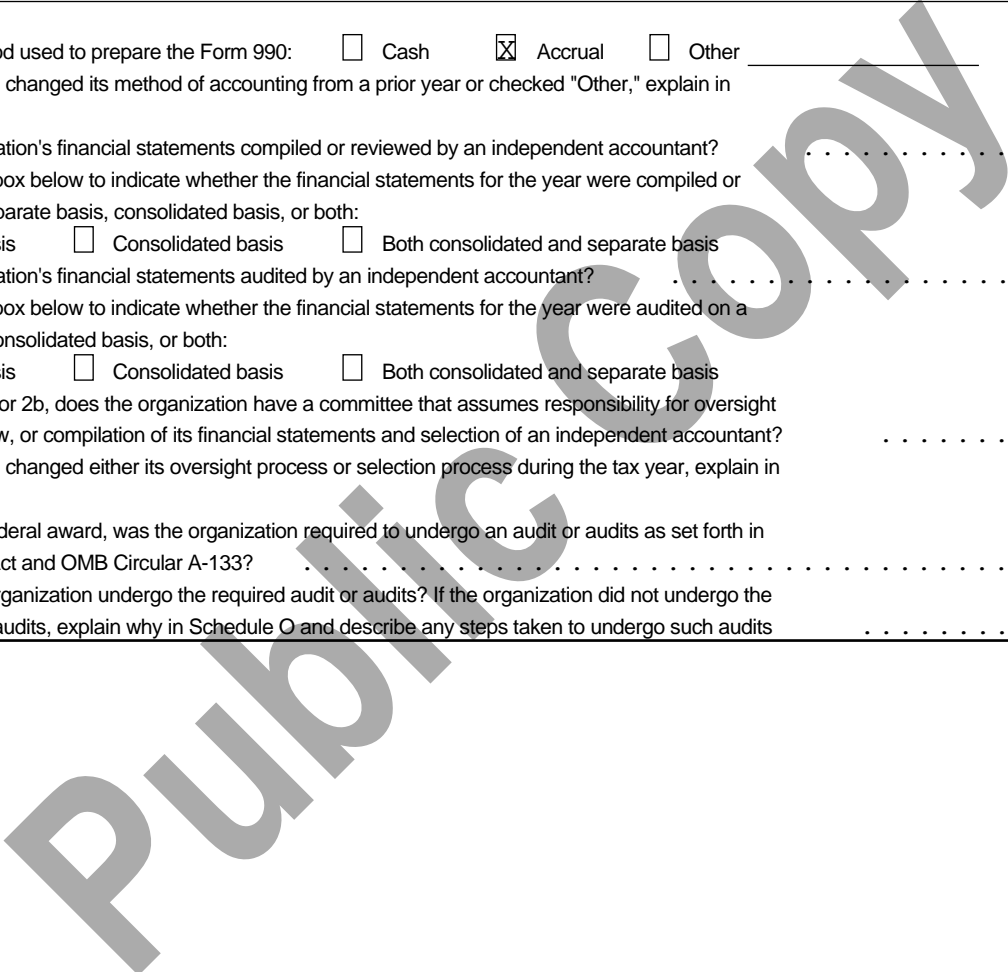 od used to prepare the Form 990: Cash X Accrual Other
changed its method of accounting from a prior year or checked "Other," explain in
ation's financial statements compiled or reviewed by an independent accountant? . . . . . . . . . . .
box below to indicate whether the financial statements for the year were compiled or
parate basis, consolidated basis, or both:
sis Consolidated basis Both consolidated and separate basis
ation's financial statements audited by an independent accountant? . . . . . . . . . . . . . . . . . .
box below to indicate whether the financial statements for the year were audited on a
onsolidated basis, or both:
sis Consolidated basis Both consolidated and separate basis
or 2b, does the organization have a committee that assumes responsibility for oversight
w, or compilation of its financial statements and selection of an independent accountant? . . . . . . .
changed either its oversight process or selection process during the tax year, explain in
deral award, was the organization required to undergo an audit or audits as set forth in
ct and OMB Circular A-133? . . . . . . . . . . . . . . . . . . . . . . . . . . . . . . . . . . . . . .
rganization undergo the required audit or audits? If the organization did not undergo the
audits, explain why in Schedule O and describe any steps taken to undergo such audits . . . . . . . .
Public Copy